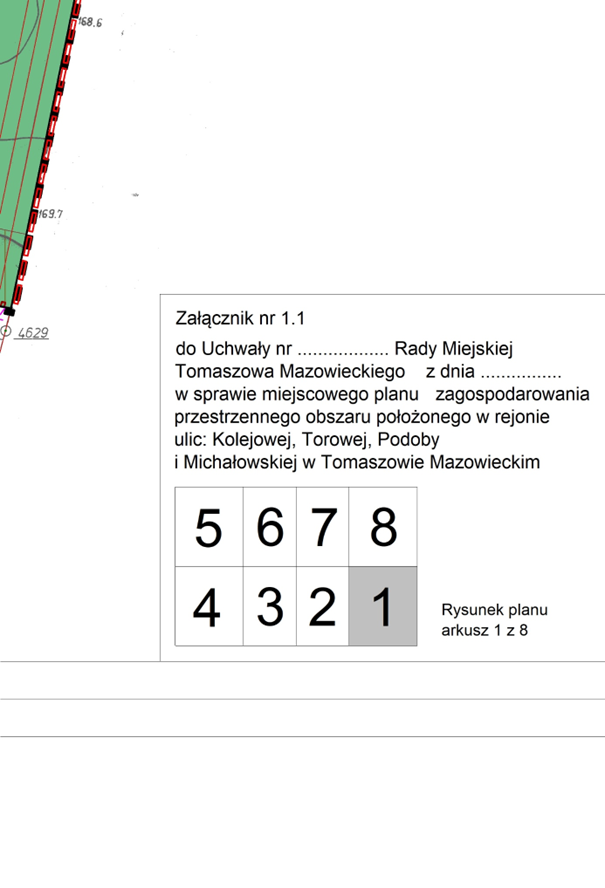 168.6
169.7
4629
Załącznik nr 1.1
do Uchwały nr .................. Rady Miejskiej
Tomaszowa Mazowieckiego z dnia ................
w sprawie miejscowego planu zagospodarowania
przestrzennego obszaru położonego w rejonie
ulic: Kolejowej, Torowej, Podoby
i Michałowskiej w Tomaszowie Mazowieckim
5 6 7 8
4 3 2 1
Rysunek planu
arkusz 1 z 8